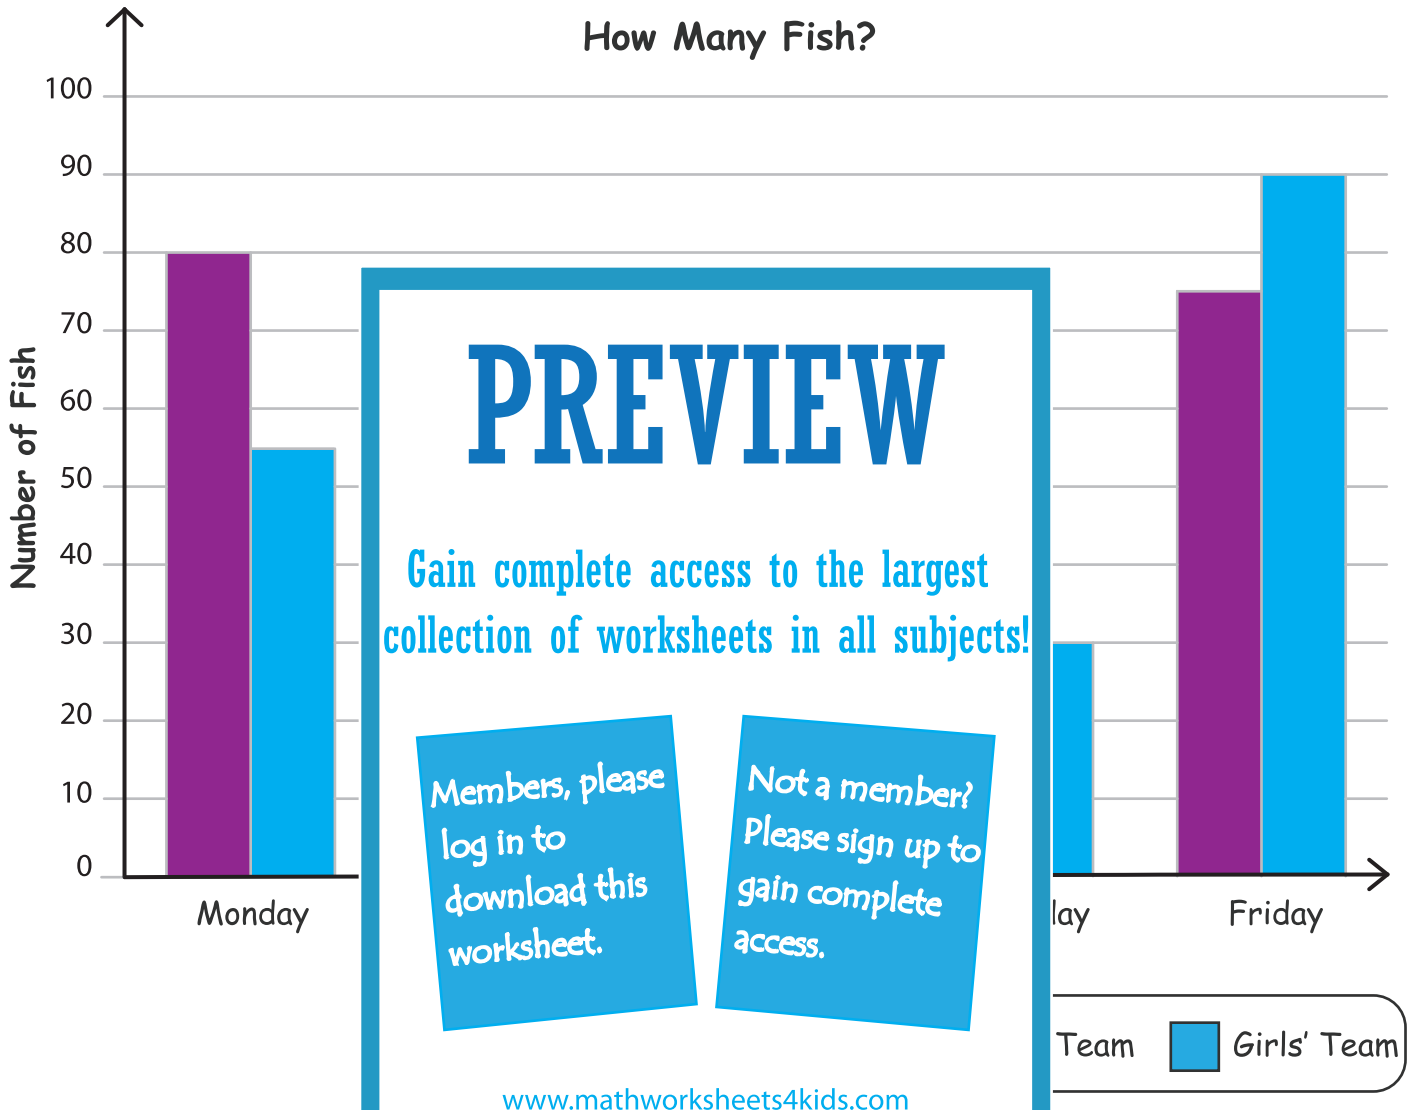 How Many Fish?
100
90
80
70
60
50
40
30
20
10
0
Number of Fish
PREVIEW
Gain complete access to the largest
collection of worksheets in all subjects!
Members, please
log in to
download this
worksheet.
Not a member?
Please sign up to
gain complete
access.
Monday
lay
Friday
Team
Girls' Team
www.mathworksheets4kids.com